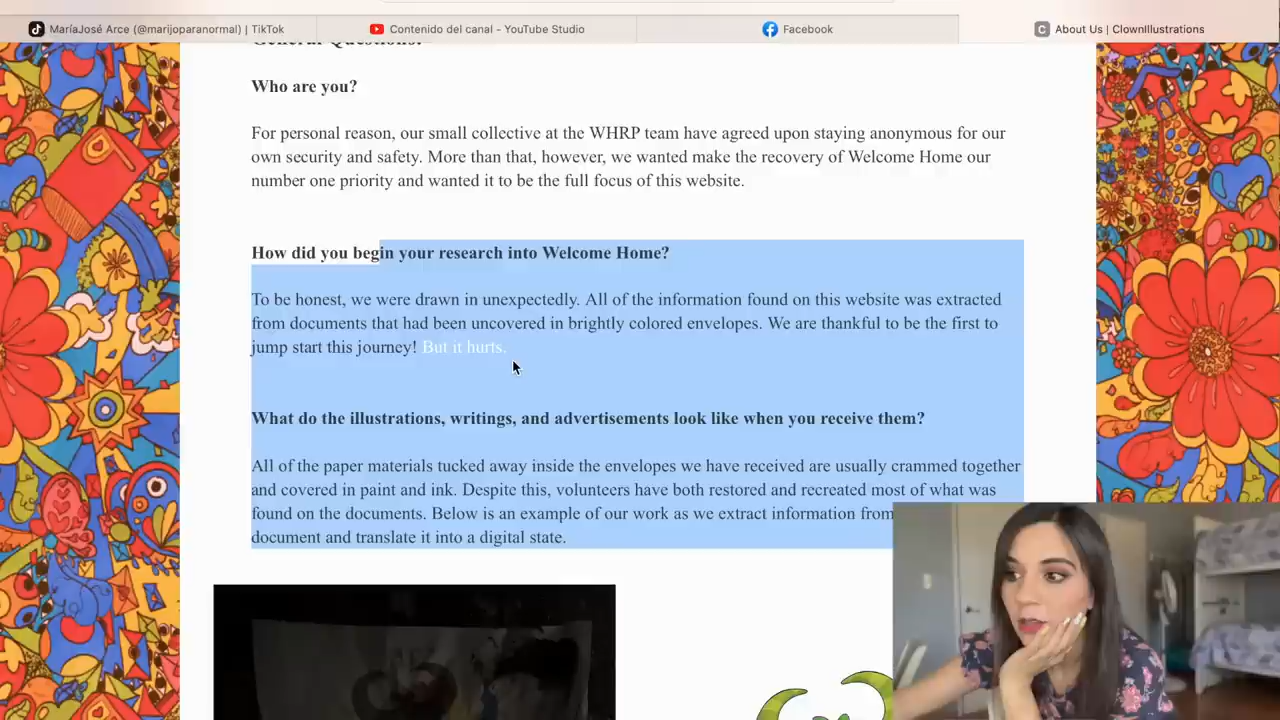 MaríaJosé Arce (@marijoparanormal) | TikTok
Contenido del canal - YouTube Studio
Facebook
About Us | ClownIllustrations
General Questions:
Who are you?
For personal reason, our small collective at the WHRP team have agreed upon staying anonymous for our
own security and safety. More than that, however, we wanted make the recovery of Welcome Home our
number one priority and wanted it to be the full focus of this website.
How did you begin your research into Welcome Home?
To be honest, we were drawn in unexpectedly. All of the information found on this website was extracted
from documents that had been uncovered in brightly colored envelopes. We are thankful to be the first to
jump start this journey! But it hurts.
What do the illustrations, writings, and advertisements look like when you receive them?
All of the paper materials tucked away inside the envelopes we have received are usually crammed together
and covered in paint and ink. Despite this, volunteers have both restored and recreated most of what was
found on the documents. Below is an example of our work as we extract information from
document and translate it into a digital state.